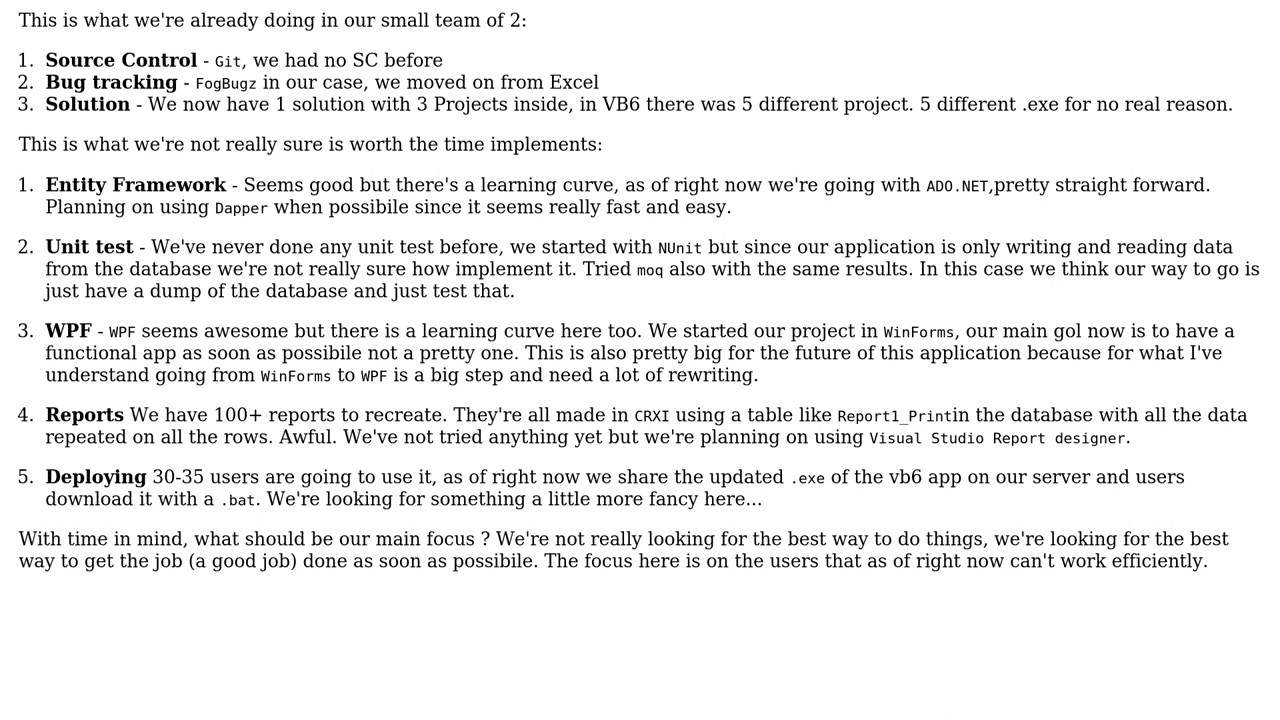 This is what we're already doing in our small team of 2:
1. Source Control - Git, we had no SC before
2. Bug tracking - FogBugz in our case, we moved on from Excel
3. Solution - We now have 1 solution with 3 Projects inside, in VB6 there was 5 different project. 5 different .exe for no real reason.
This is what we're not really sure is worth the time implements:
1. Entity Framework - Seems good but there's a learning curve, as of right now we're going with ADO.NET,pretty straight forward.
Planning on using Dapper when possibile since it seems really fast and easy.
2. Unit test - We've never done any unit test before, we started with NUnit but since our application is only writing and reading data
from the database we're not really sure how implement it. Tried moq also with the same results. In this case we think our way to go is
just have a dump of the database and just test that.
3. WPF - WPF seems awesome but there is a learning curve here too. We started our project in WinForms, our main gol now is to have a
functional app as soon as possibile not a pretty one. This is also pretty big for the future of this application because for what I've
understand going from WinForms to WPF is a big step and need a lot of rewriting.
4. Reports We have 100+ reports to recreate. They're all made in CRXI using a table like Report1_Printin the database with all the data
repeated on all the rows. Awful. We've not tried anything yet but we're planning on using Visual Studio Report designer.
5. Deploying 30-35 users are going to use it, as of right now we share the updated .exe of the vb6 app on our server and users
download it with a .bat. We're looking for something a little more fancy here...
With time in mind, what should be our main focus ? We're not really looking for the best way to do things, we're looking for the best
way to get the job (a good job) done as soon as possibile. The focus here is on the users that as of right now can't work efficiently.